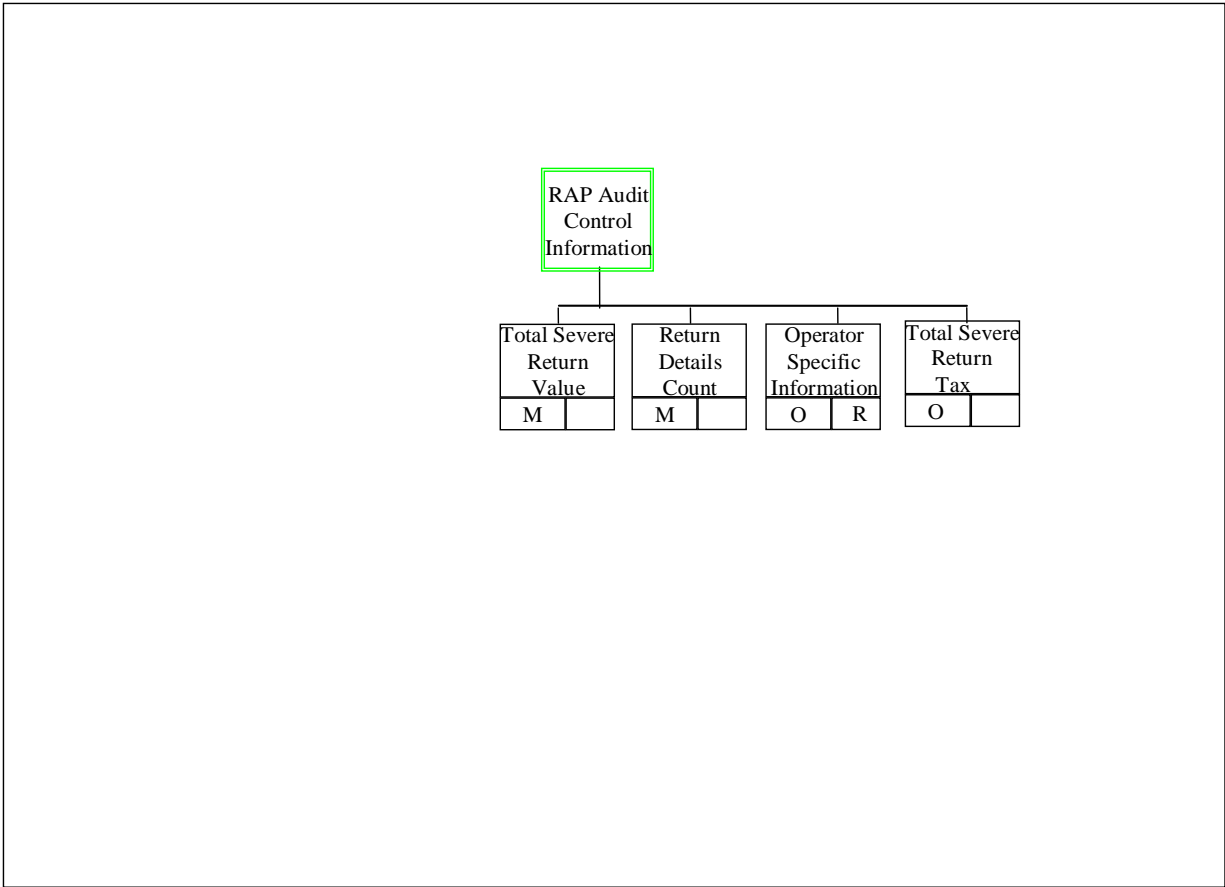 RAP Audit
Control
Information
Total Severe
Return
Value
M
Return
Details
Count
M
Operator
Specific
Information
O R
Total Severe
Return
Tax
O